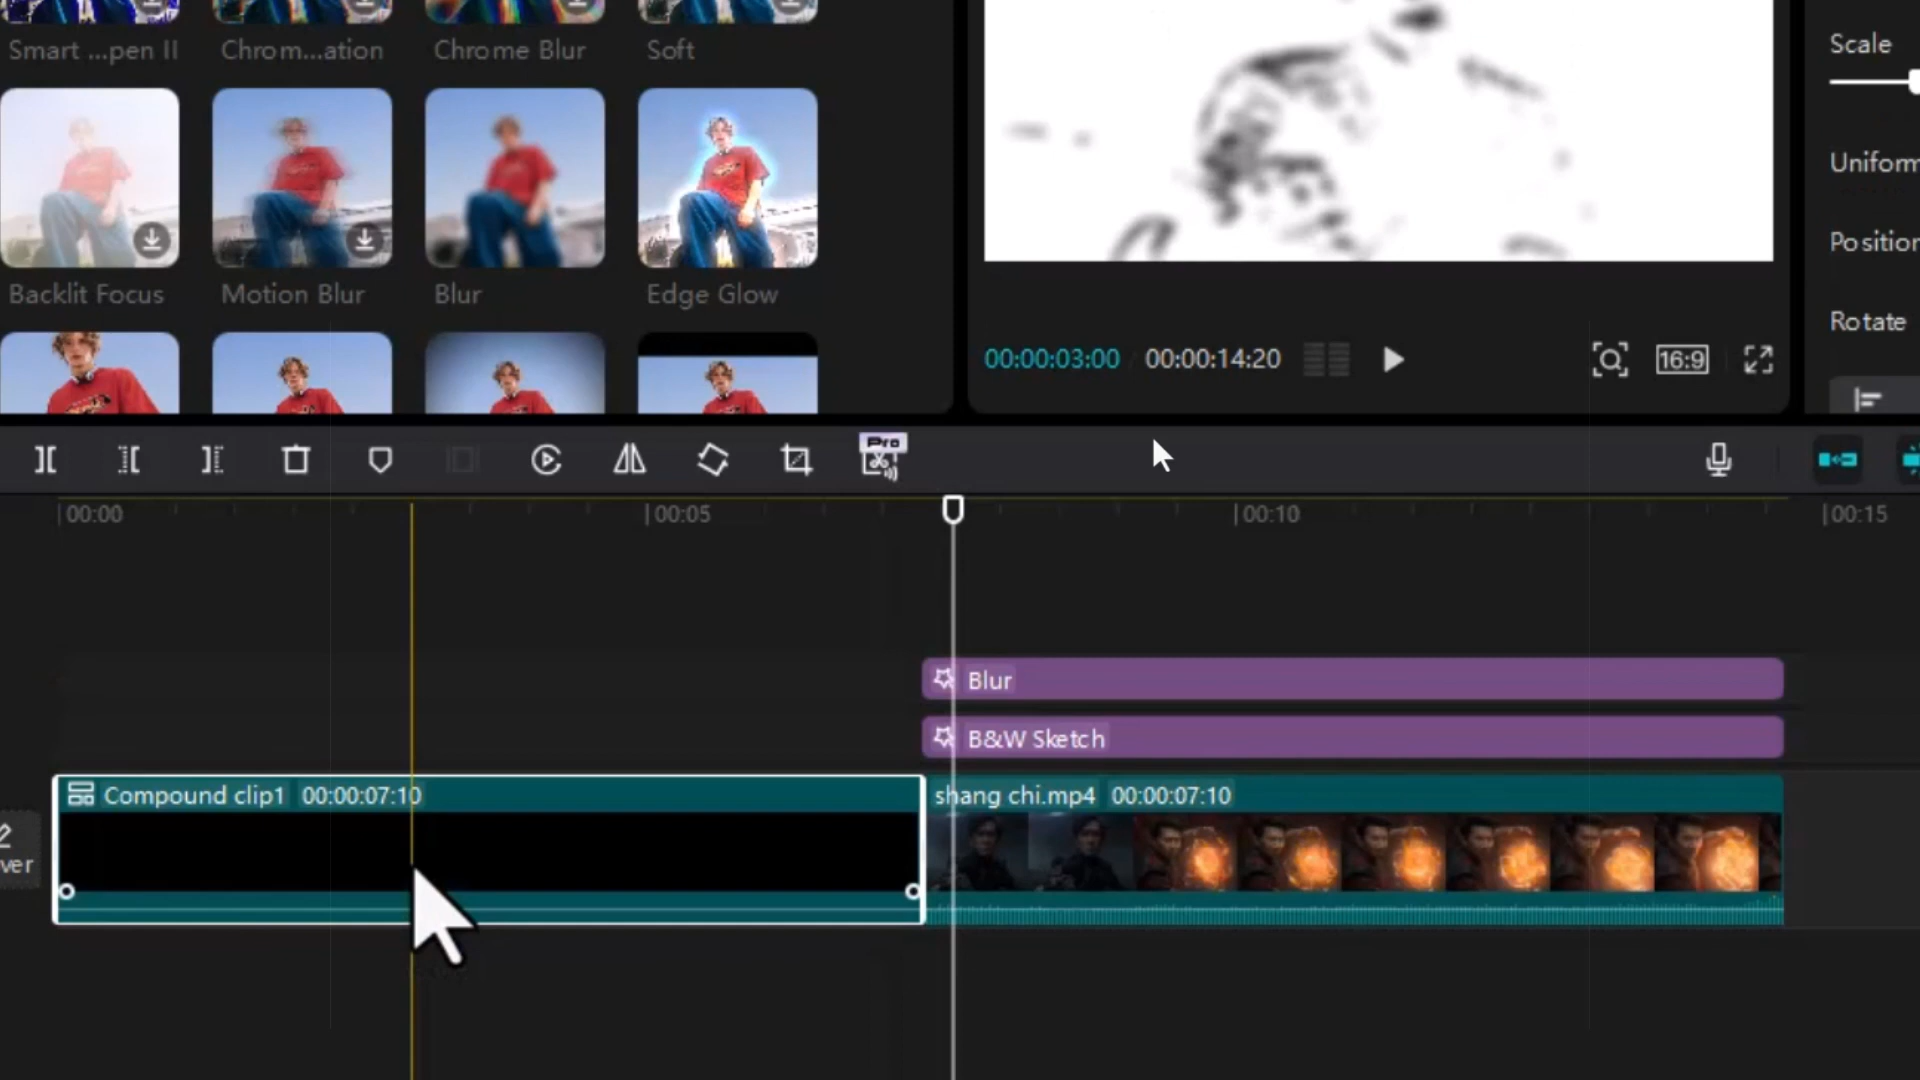 Smart ...pen II
Chrom...ation
Chrome Blur
Soft
Backlit Focus
Motion Blur
Blur
Edge Glow
00:00:03:00
00:00:14:20
16:9
Scale
Uniform
Position
Rotate
Pro
00:00
00:05
00:10
00:15
Blur
B&W Sketch
Compound clip1 00:00:07:10
shang chi.mp4 00:00:07:10
ver